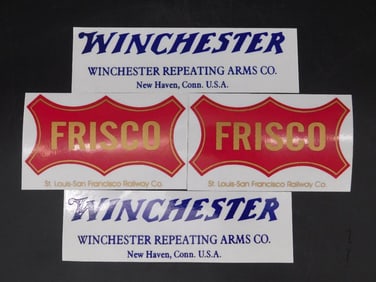 WINCHESTER
WINCHESTER REPEATING ARMS CO.
New Haven, Conn. U.S.A.
FRISCO
St. Louis-San Francisco Railway Co.
FRISCO
St. Louis-San Francisco Railway Co.
WINCHESTER
WINCHESTER REPEATING ARMS CO.
New Haven, Conn. U.S.A.